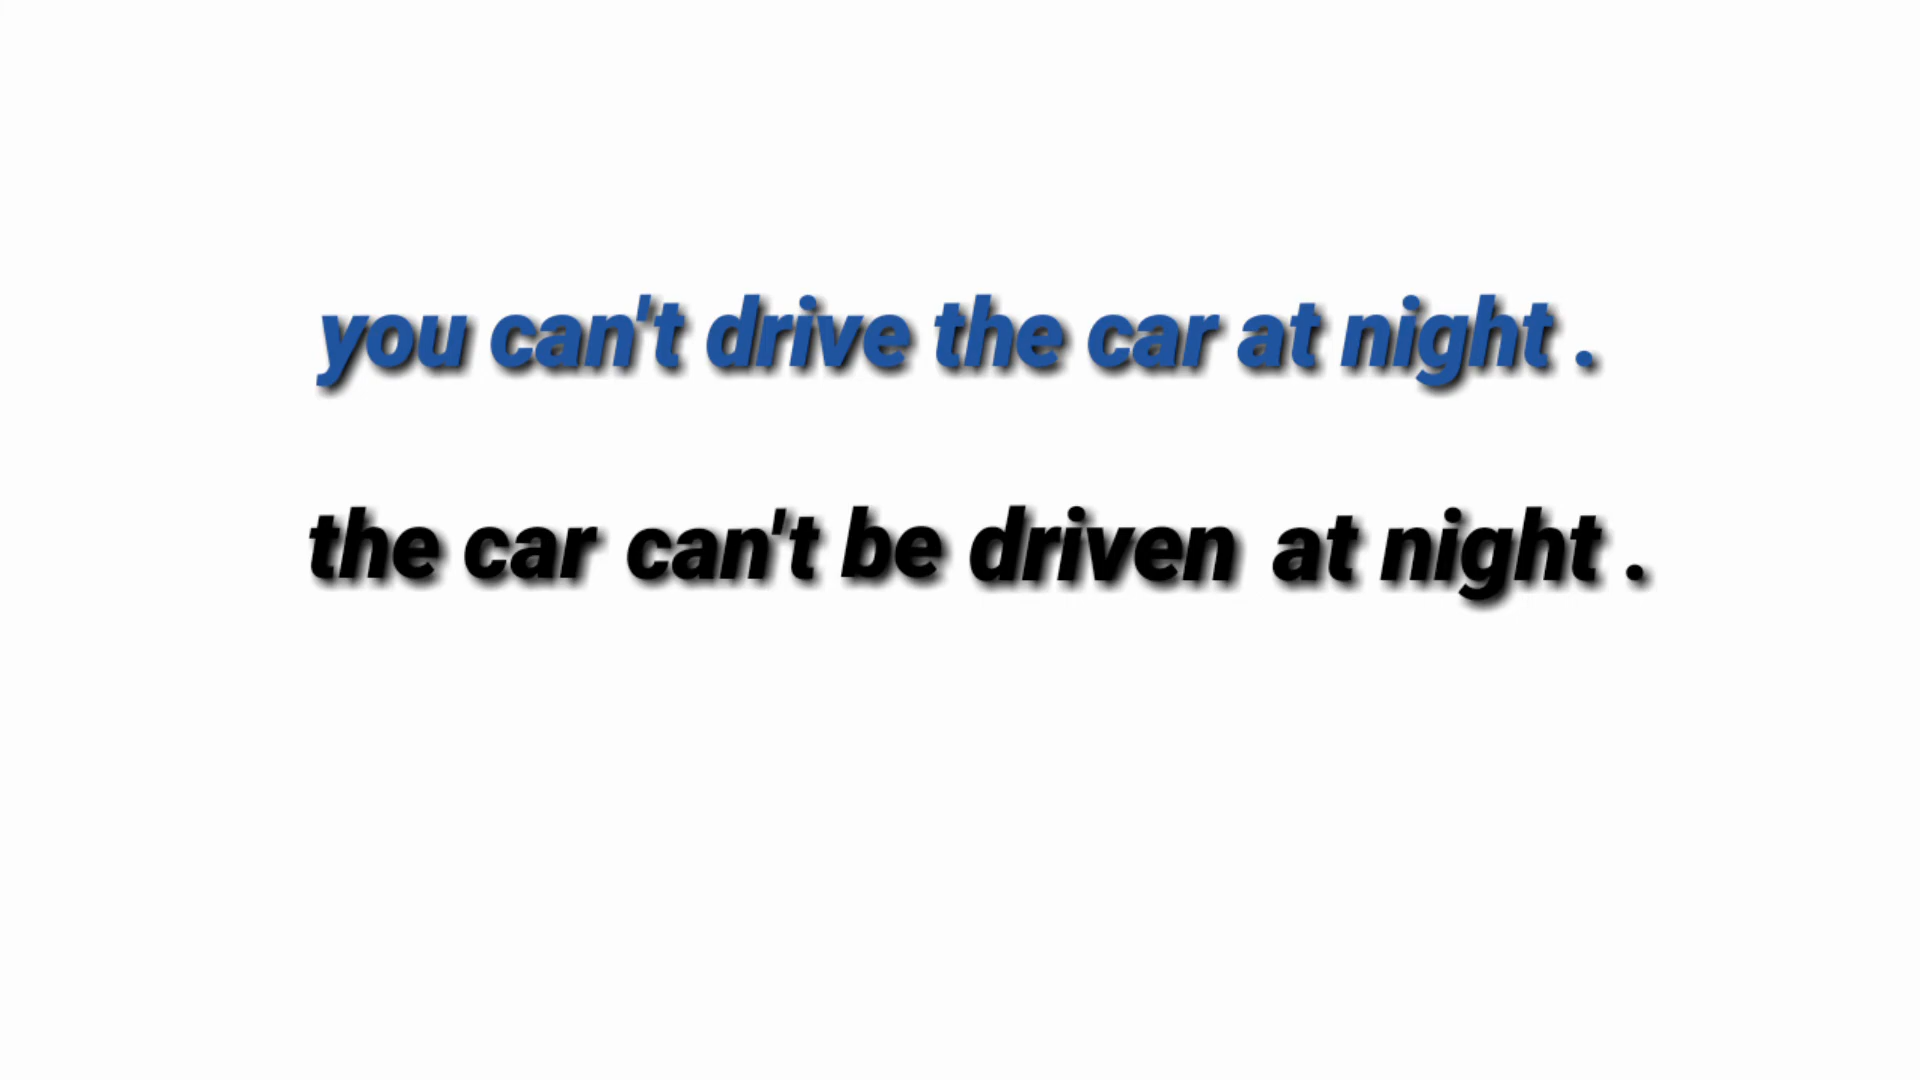 you can't drive the car at night .
the car can't be driven at night .